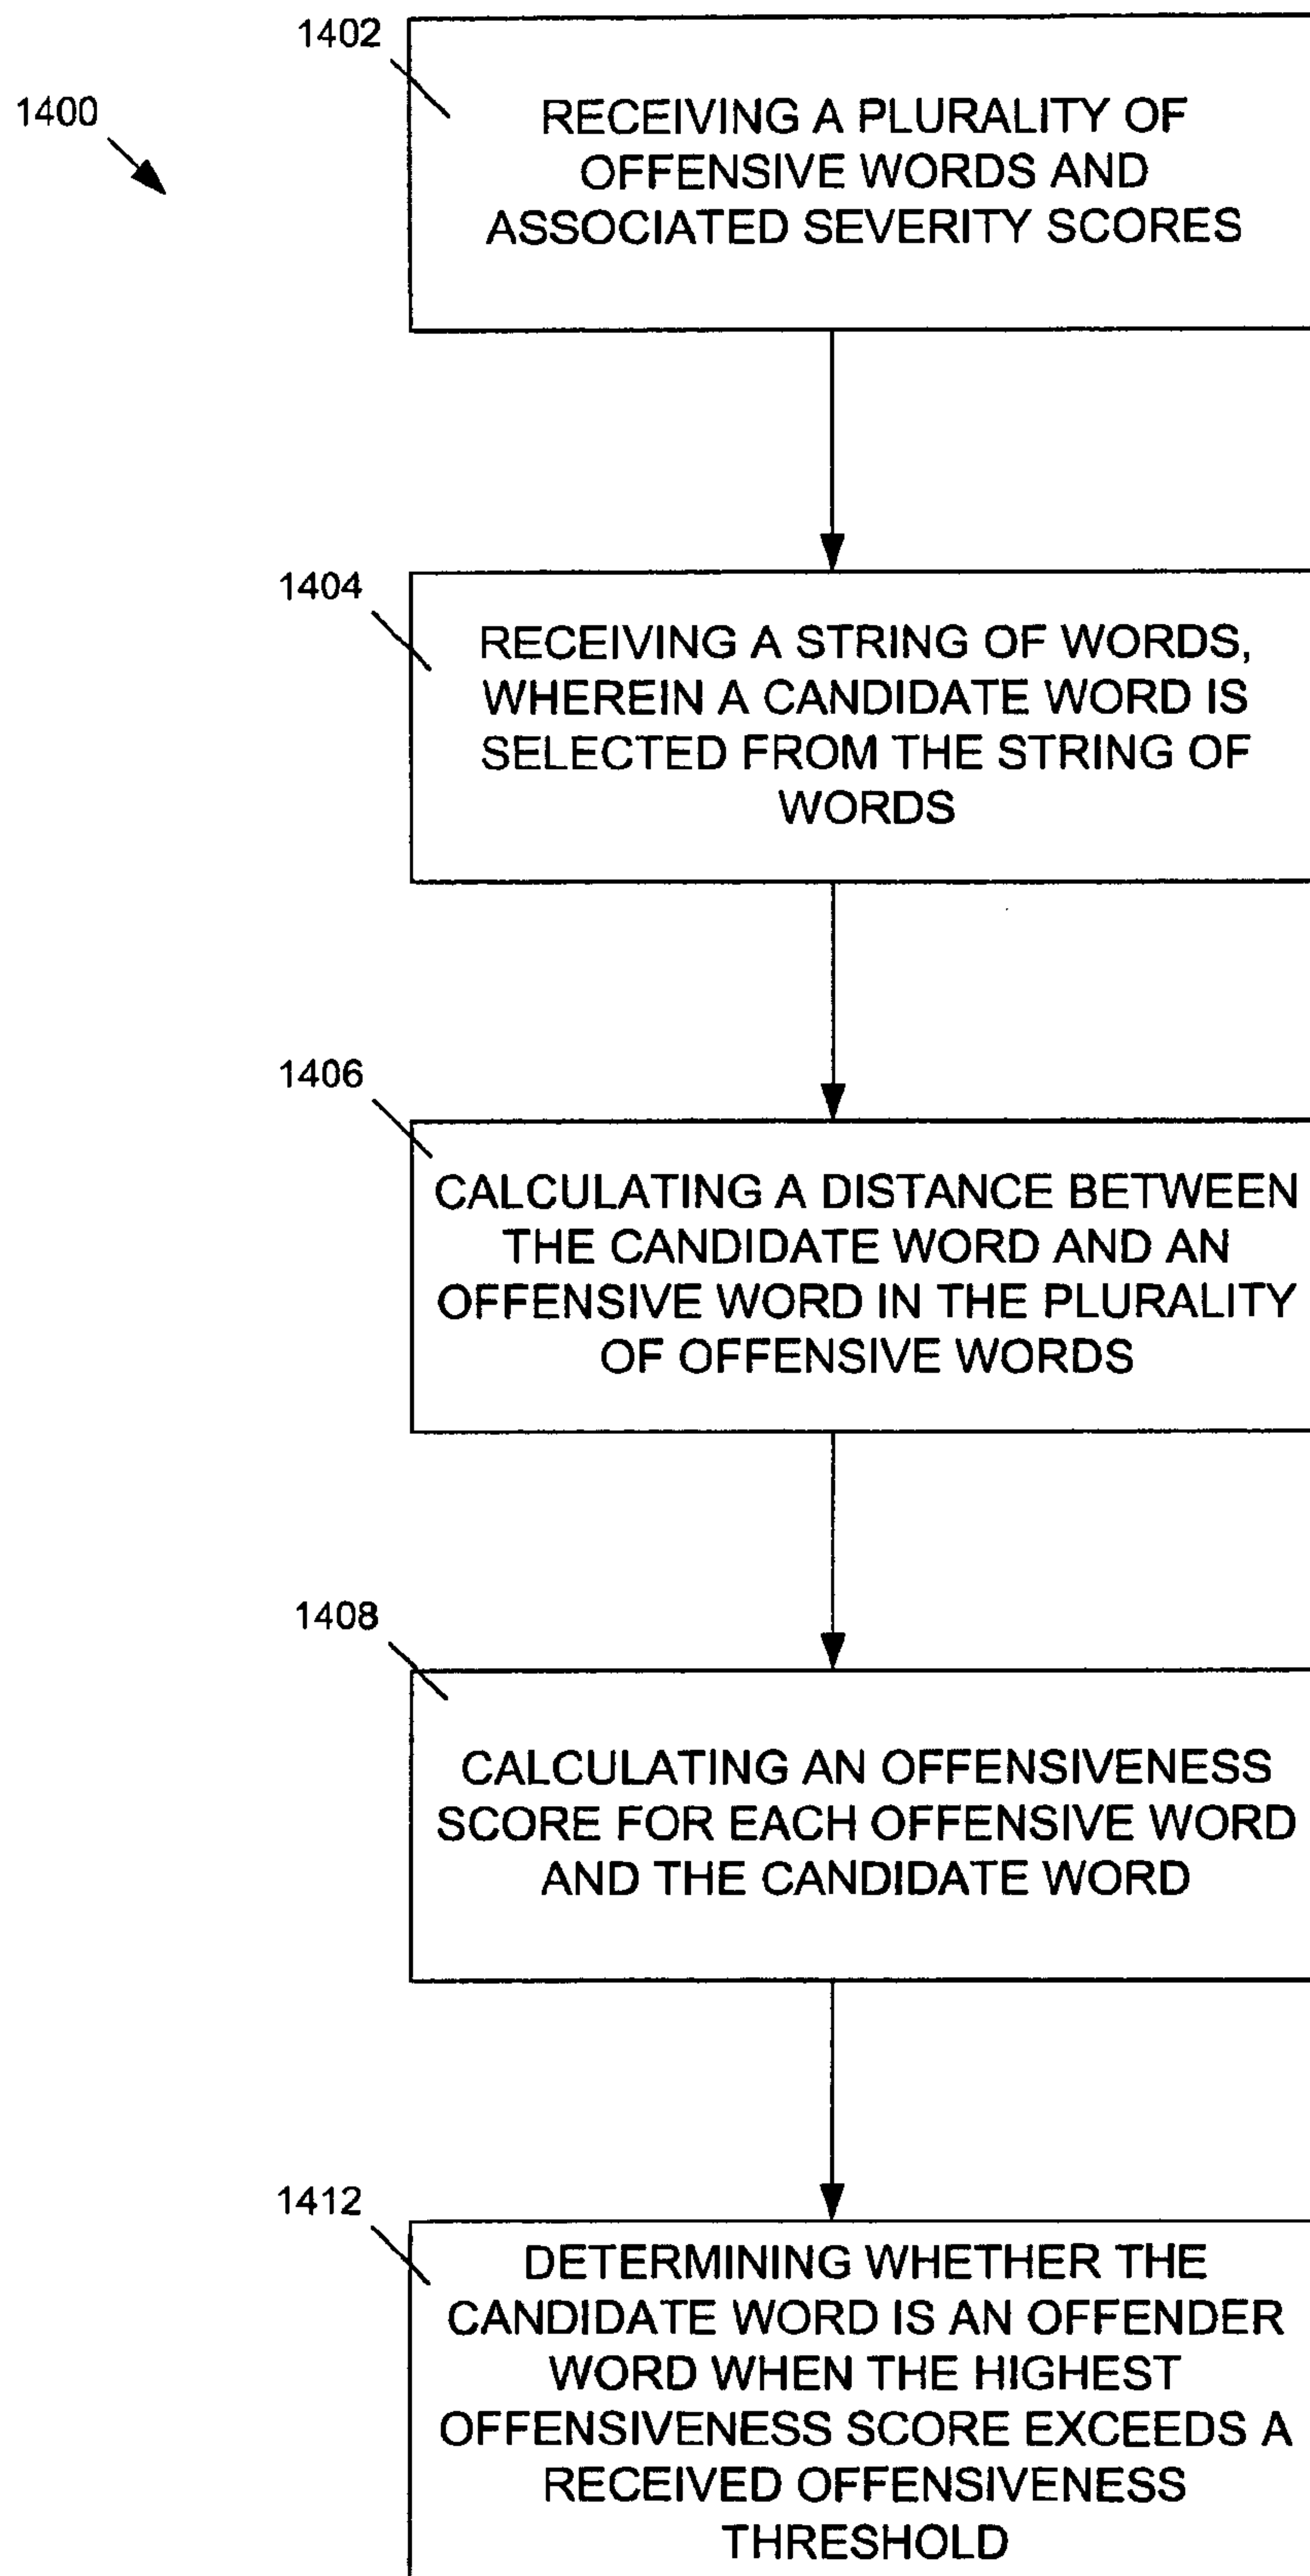 1400
1402
RECEIVING A PLURALITY OF
OFFENSIVE WORDS AND
ASSOCIATED SEVERITY SCORES
1404
RECEIVING A STRING OF WORDS,
WHEREIN A CANDIDATE WORD IS
SELECTED FROM THE STRING OF
WORDS
1406
CALCULATING A DISTANCE BETWEEN
THE CANDIDATE WORD AND AN
OFFENSIVE WORD IN THE PLURALITY
OF OFFENSIVE WORDS
1408
CALCULATING AN OFFENSIVENESS
SCORE FOR EACH OFFENSIVE WORD
AND THE CANDIDATE WORD
1412
DETERMINING WHETHER THE
CANDIDATE WORD IS AN OFFENDER
WORD WHEN THE HIGHEST
OFFENSIVENESS SCORE EXCEEDS A
RECEIVED OFFENSIVENESS
THRESHOLD